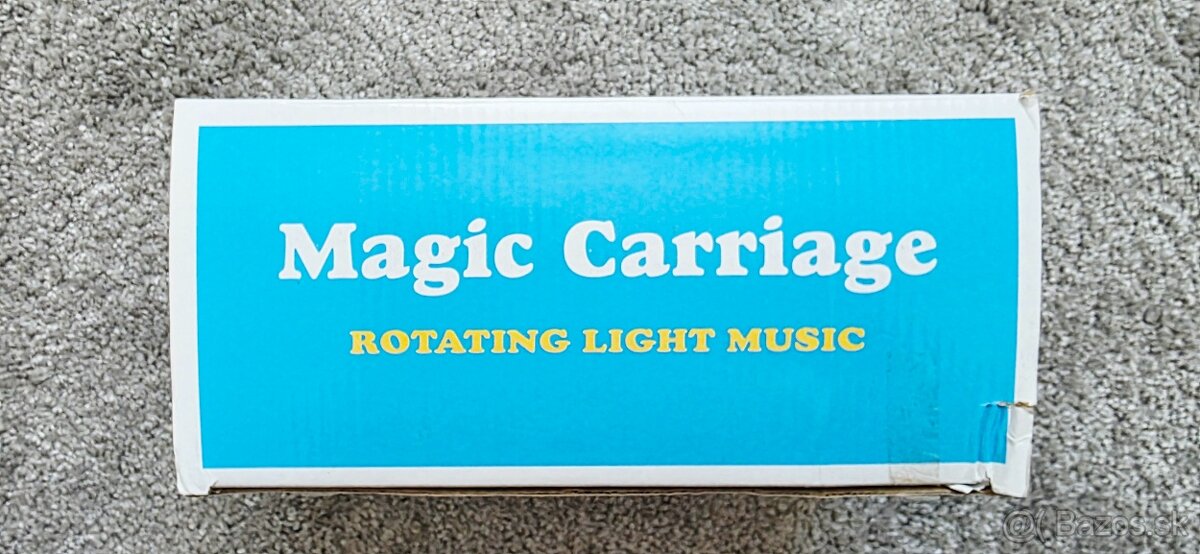 Magic Carriage
ROTATING LIGHT MUSIC
@( Bazos.sk